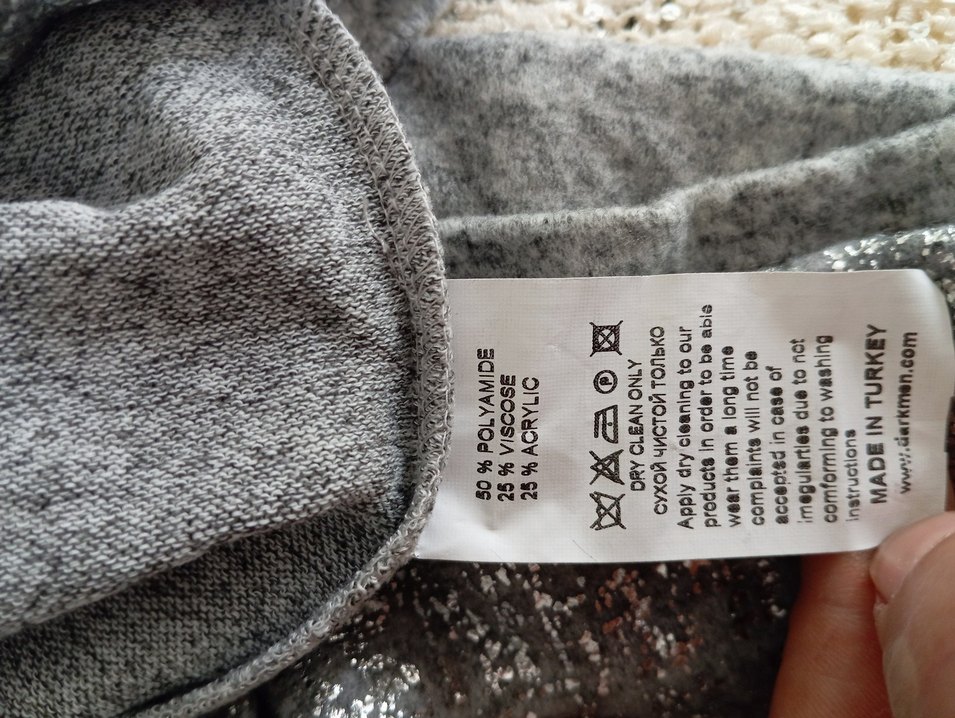 50 % POLYAMIDE
25 % VISCOSE
25 % ACRYLIC
P
DRY CLEAN ONLY
СУХОЙ ЧИСТОЙ ТОЛЬКО
Apply dry cleaning to our
products in order to be able
wear them a long time
complaints will not be
accepted in case of
irregularties due to not
comforming to washing
instructions
MADE IN TURKEY
www.darkmen.com